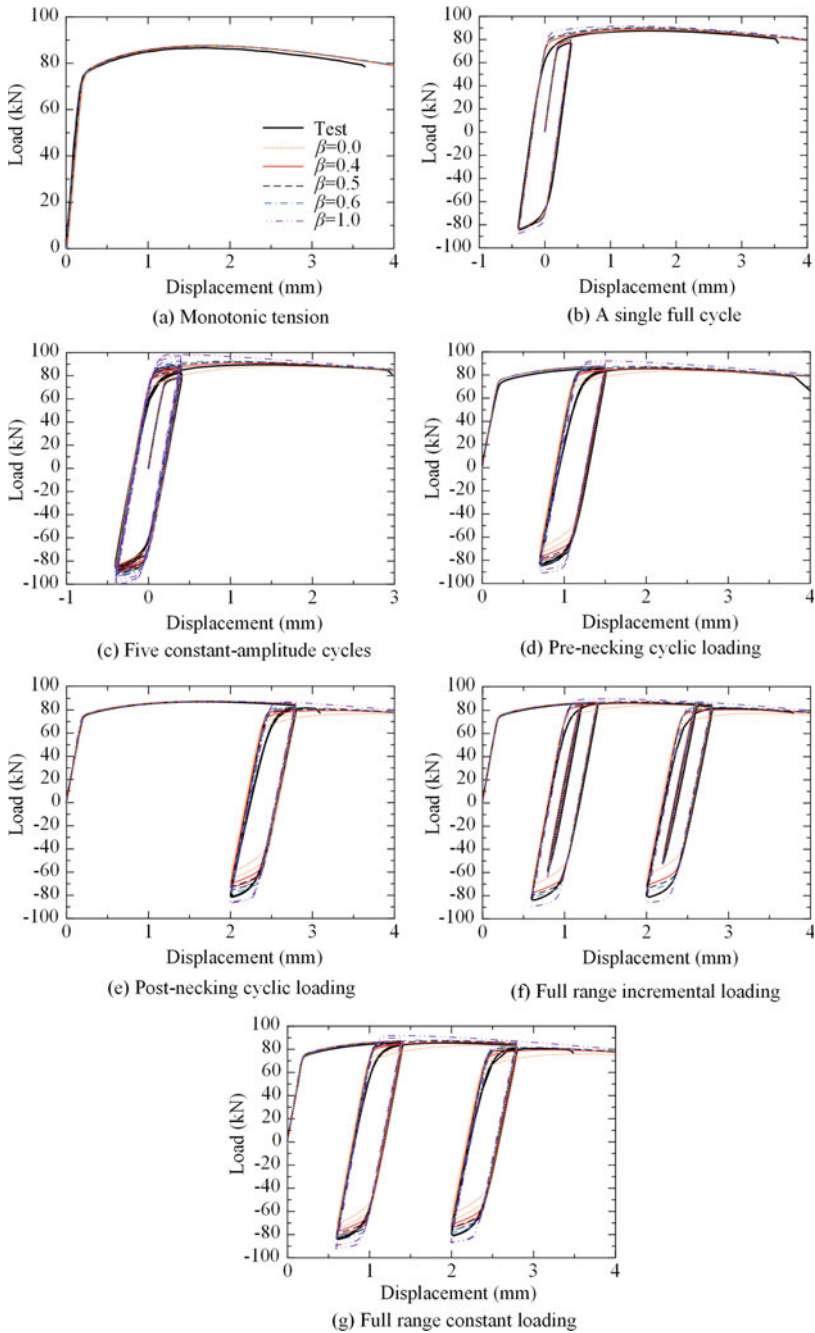 Load (kN)
100
80
60
40
20
0
Test
β=0.0
β=0.4
β=0.5
β=0.6
β=1.0
0 1 2 3 4
Displacement (mm)
(a) Monotonic tension
Load (kN)
100
80
60
40
20
0
-20
-40
-60
-80
-100
-1 0 1 2 3 4
Displacement (mm)
(b) A single full cycle
Load (kN)
100
80
60
40
20
0
-20
-40
-60
-80
-100
-1 0 1 2 3
Displacement (mm)
(c) Five constant-amplitude cycles
Load (kN)
100
80
60
40
20
0
-20
-40
-60
-80
-100
0 1 2 3 4
Displacement (mm)
(d) Pre-necking cyclic loading
Load (kN)
100
80
60
40
20
0
-20
-40
-60
-80
-100
0 1 2 3 4
Displacement (mm)
(e) Post-necking cyclic loading
Load (kN)
100
80
60
40
20
0
-20
-40
-60
-80
-100
0 1 2 3 4
Displacement (mm)
(f) Full range incremental loading
Load (kN)
100
80
60
40
20
0
-20
-40
-60
-80
-100
0 1 2 3 4
Displacement (mm)
(g) Full range constant loading